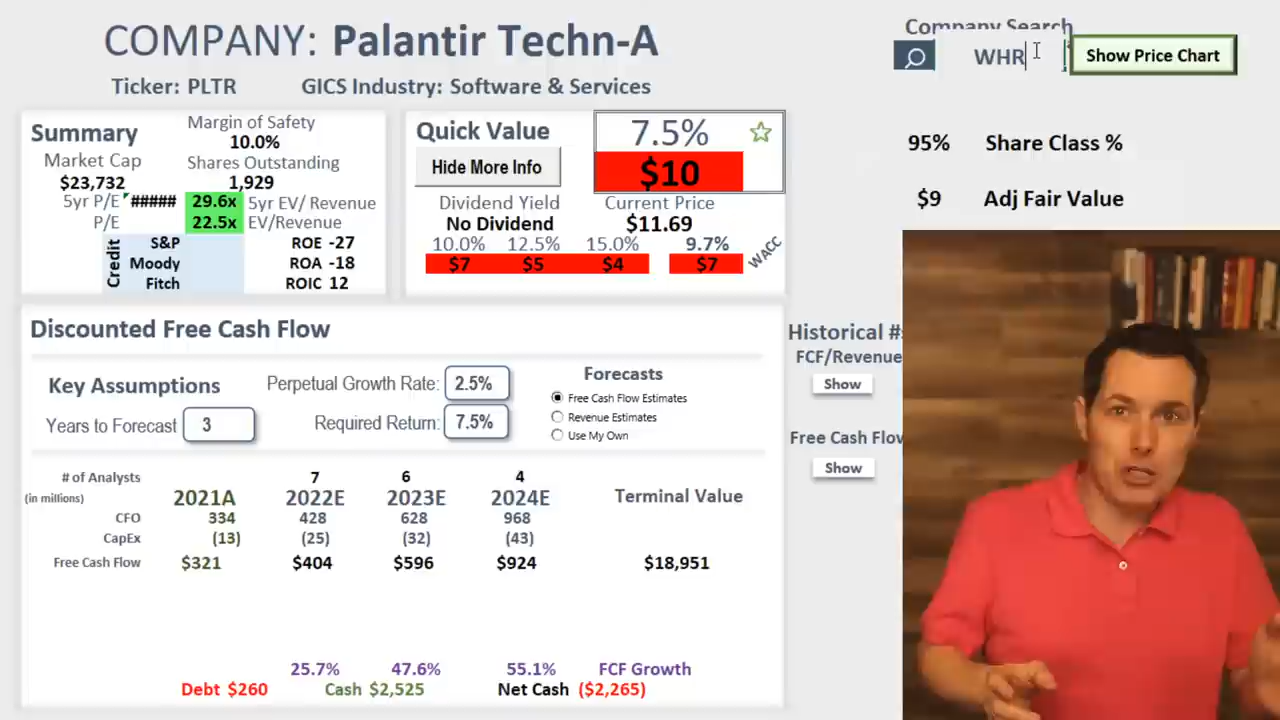 COMPANY: Palantir Techn-A
Ticker: PLTR
GICS Industry: Software & Services
Company Search
WHR
Show Price Chart
95% Share Class %
$9 Adj Fair Value
Summary
Margin of Safety
10.0%
Market Cap
Shares Outstanding
$23,732
1,929
5yr P/E ##### 29.6x 5yr EV/ Revenue
P/E 22.5x EV/Revenue
Credit
S&P
Moody
Fitch
ROE -27
ROA -18
ROIC 12
Quick Value
7.5%
Hide More Info
$10
Dividend Yield
Current Price
No Dividend
$11.69
10.0% 12.5% 15.0% 9.7%
$7 $5 $4 $7
WACC
Discounted Free Cash Flow
Key Assumptions
Years to Forecast 3
Perpetual Growth Rate: 2.5%
Required Return: 7.5%
Forecasts
Free Cash Flow Estimates
Revenue Estimates
Use My Own
Historical #
FCF/Revenue
Show
Free Cash Flow
Show
# of Analysts 7 6 4
(in millions) 2021A 2022E 2023E 2024E Terminal Value
CFO 334 428 628 968
CapEx (13) (25) (32) (43)
Free Cash Flow $321 $404 $596 $924 $18,951
25.7% 47.6% 55.1% FCF Growth
Debt $260 Cash $2,525 Net Cash ($2,265)